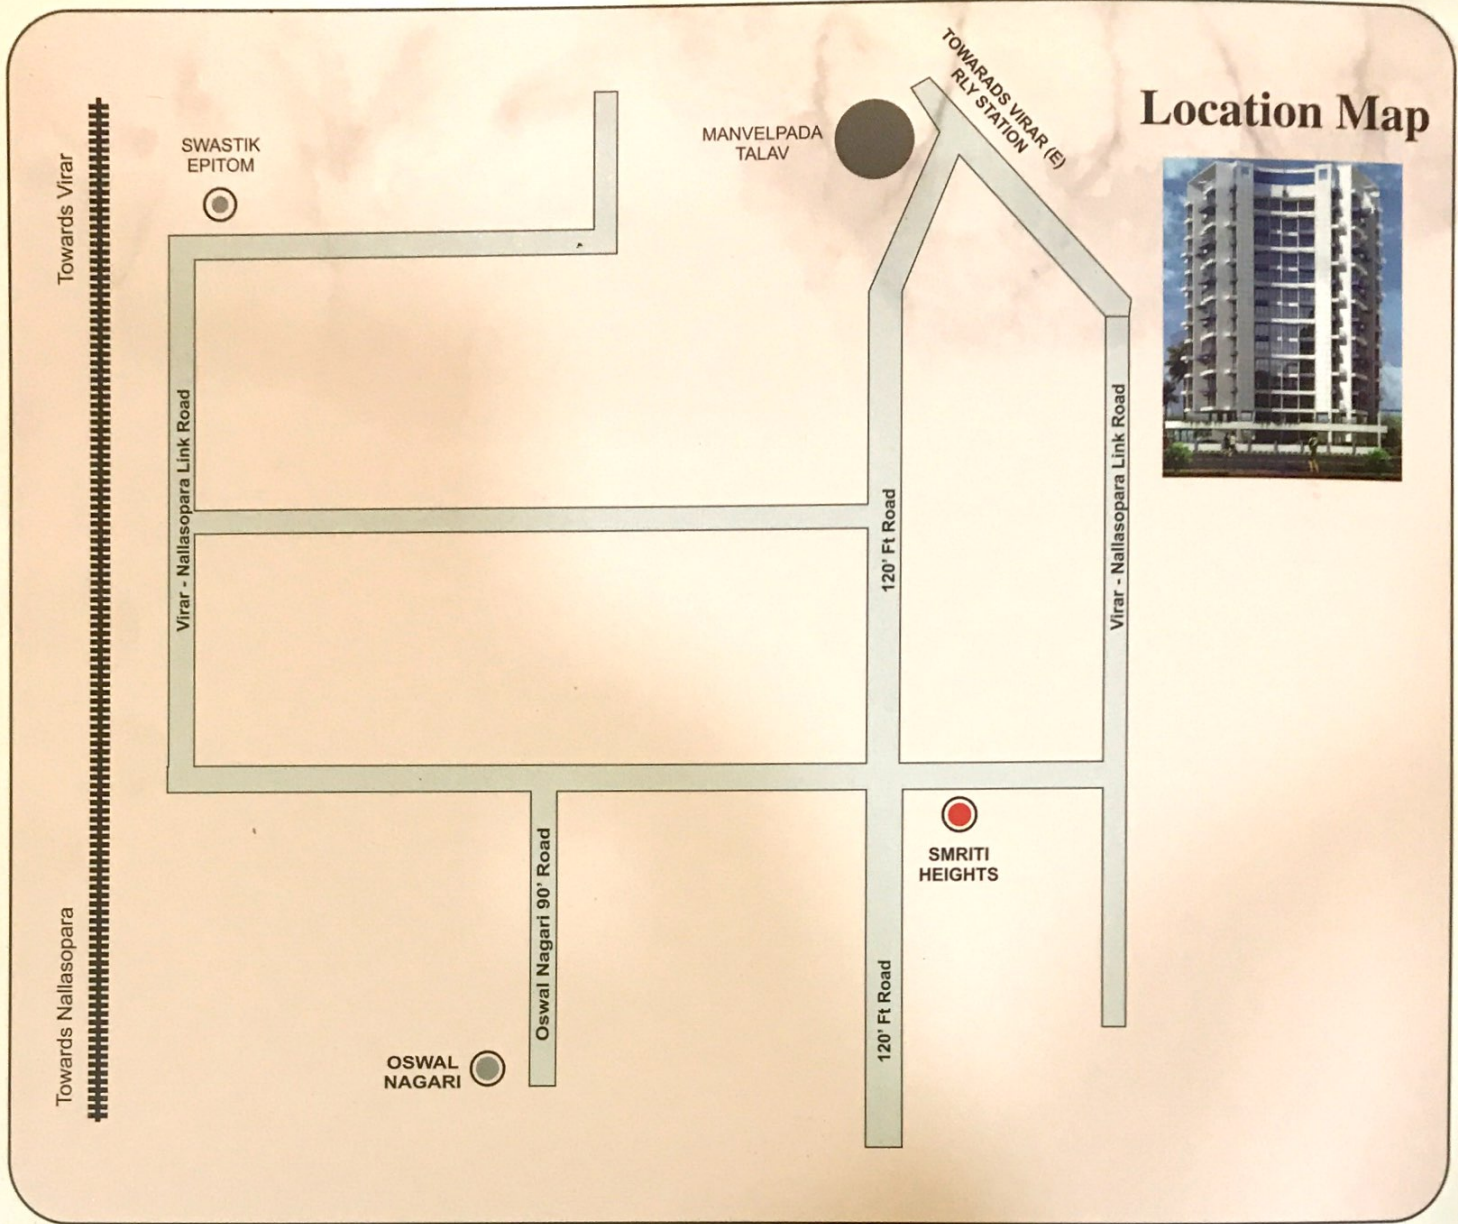 Location Map
TOWARADS VIRAR (E)
RLY STATION
MANVELPADA
TALAV
SWASTIK
EPITOM
Towards Virar
Virar - Nallasopara Link Road
120' Ft Road
Virar - Nallasopara Link Road
SMRITI
HEIGHTS
Oswal Nagari 90' Road
120' Ft Road
Towards Nallasopara
OSWAL
NAGARI